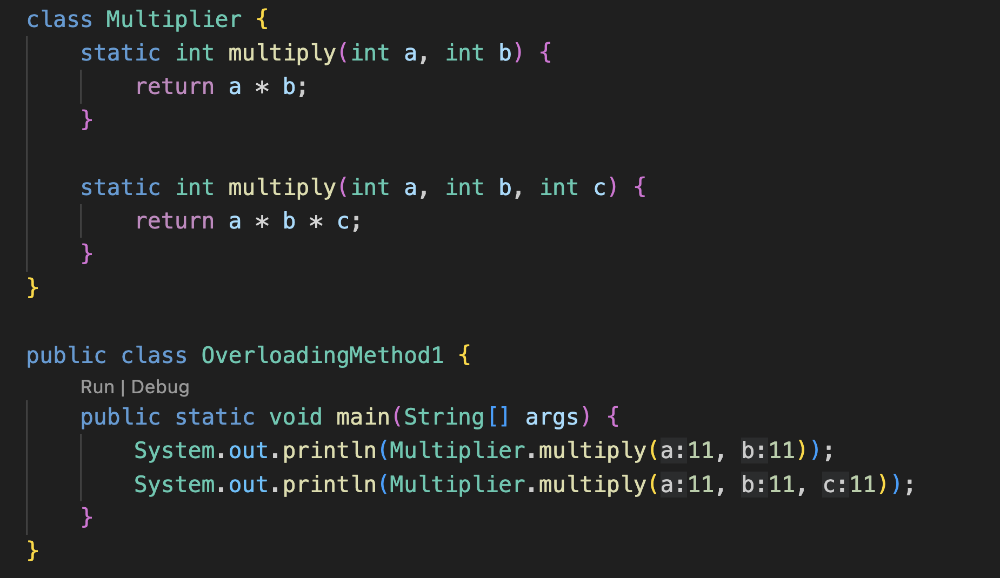 class Multiplier {
    static int multiply(int a, int b) {
        return a * b;
    }

    static int multiply(int a, int b, int c) {
        return a * b * c;
    }
}

public class OverloadingMethod1 {
    Run | Debug
    public static void main(String[] args) {
        System.out.println(Multiplier.multiply(a:11, b:11));
        System.out.println(Multiplier.multiply(a:11, b:11, c:11));
    }
}